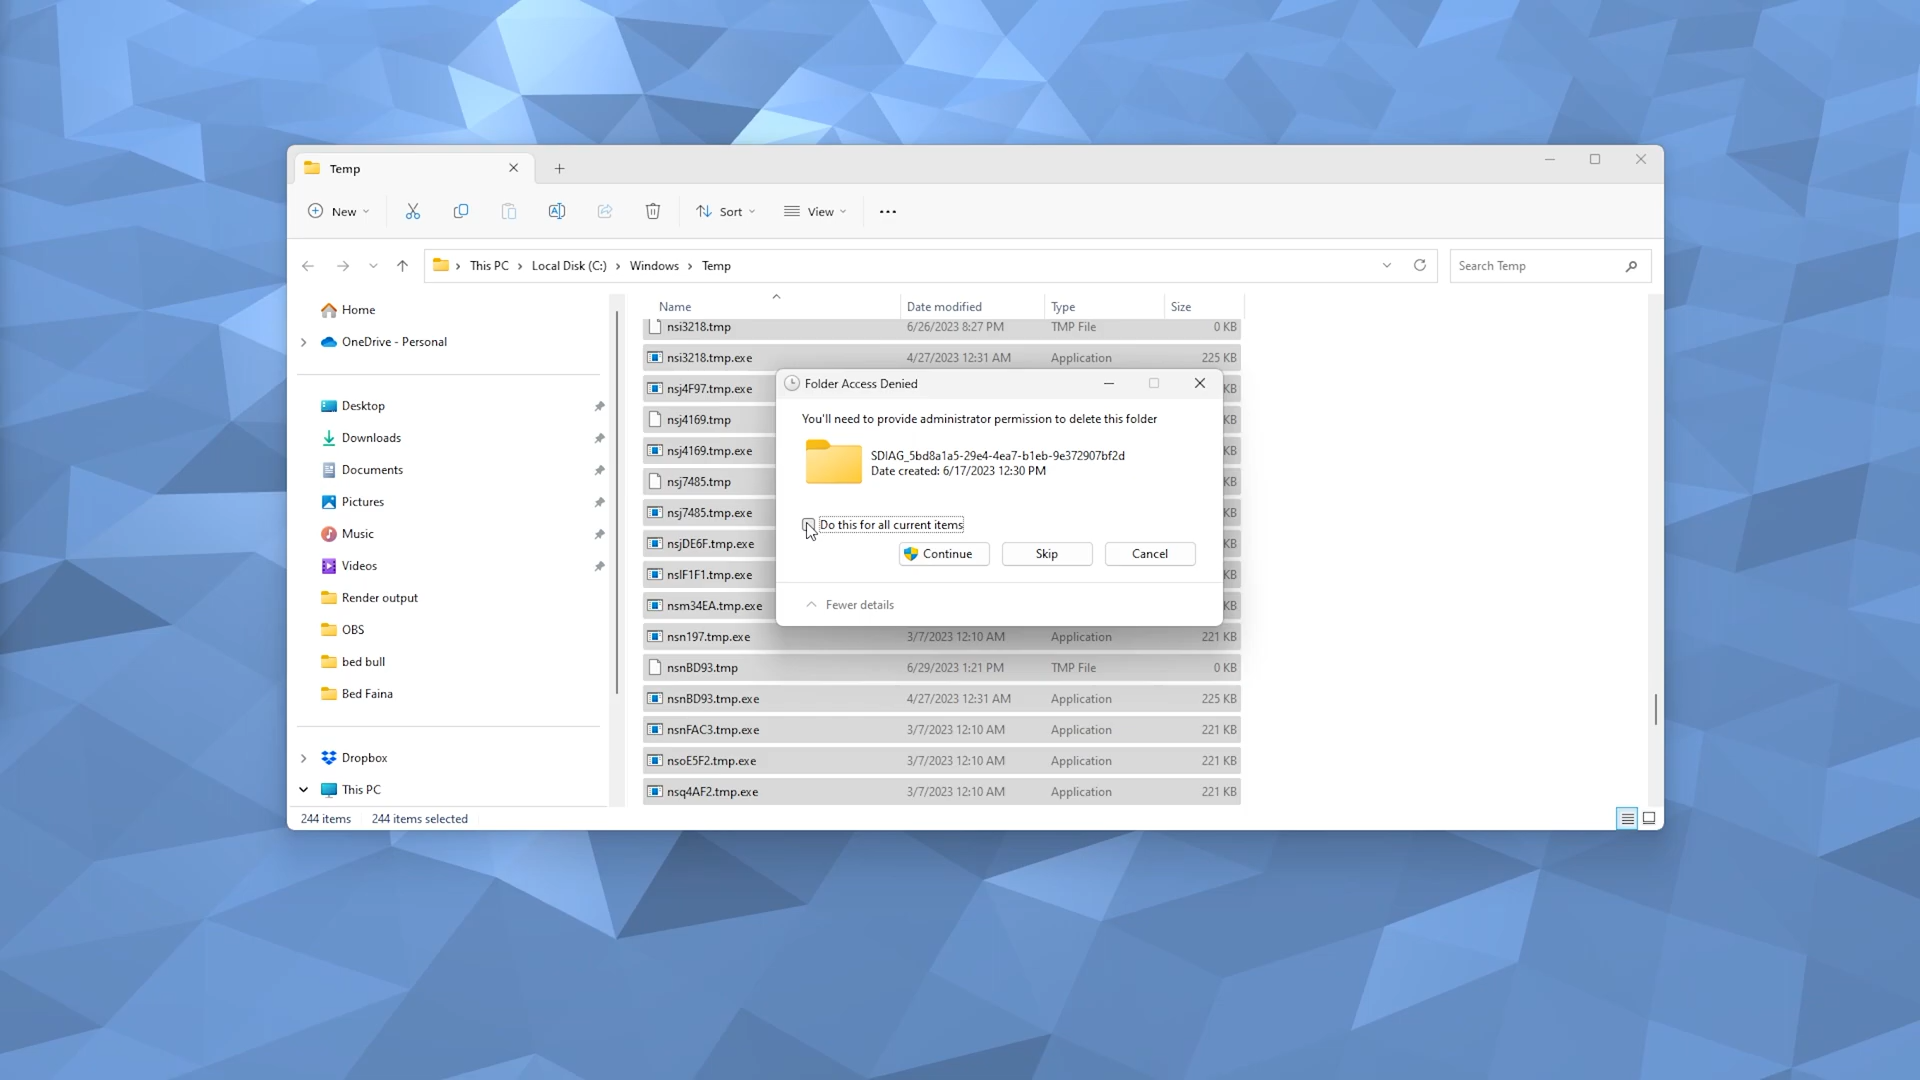 Temp
New
Sort
View
This PC
Local Disk (C:)
Windows
Temp
Search Temp
Home
OneDrive - Personal
Desktop
Downloads
Documents
Pictures
Music
Videos
Render output
OBS
bed bull
Bed Faina
Dropbox
This PC
Name Date modified Type Size
nsi3218.tmp 6/26/2023 8:27 PM TMP File 0 KB
nsi3218.tmp.exe 4/27/2023 12:31 AM Application 225 KB
nsj4F97.tmp.exe KB
nsj4169.tmp KB
nsj4169.tmp.exe KB
nsj7485.tmp KB
nsj7485.tmp.exe KB
nsjDE6F.tmp.exe KB
nslF1F1.tmp.exe KB
nsm34EA.tmp.exe KB
nsn197.tmp.exe 3/7/2023 12:10 AM Application 221 KB
nsnBD93.tmp 6/29/2023 1:21 PM TMP File 0 KB
nsnBD93.tmp.exe 4/27/2023 12:31 AM Application 225 KB
nsnFAC3.tmp.exe 3/7/2023 12:10 AM Application 221 KB
nsoE5F2.tmp.exe 3/7/2023 12:10 AM Application 221 KB
nsq4AF2.tmp.exe 3/7/2023 12:10 AM Application 221 KB
Folder Access Denied
You'll need to provide administrator permission to delete this folder
SDIAG_5bd8a1a5-29e4-4ea7-b1eb-9e372907bf2d
Date created: 6/17/2023 12:30 PM
Do this for all current items
Continue Skip Cancel
Fewer details
244 items 244 items selected